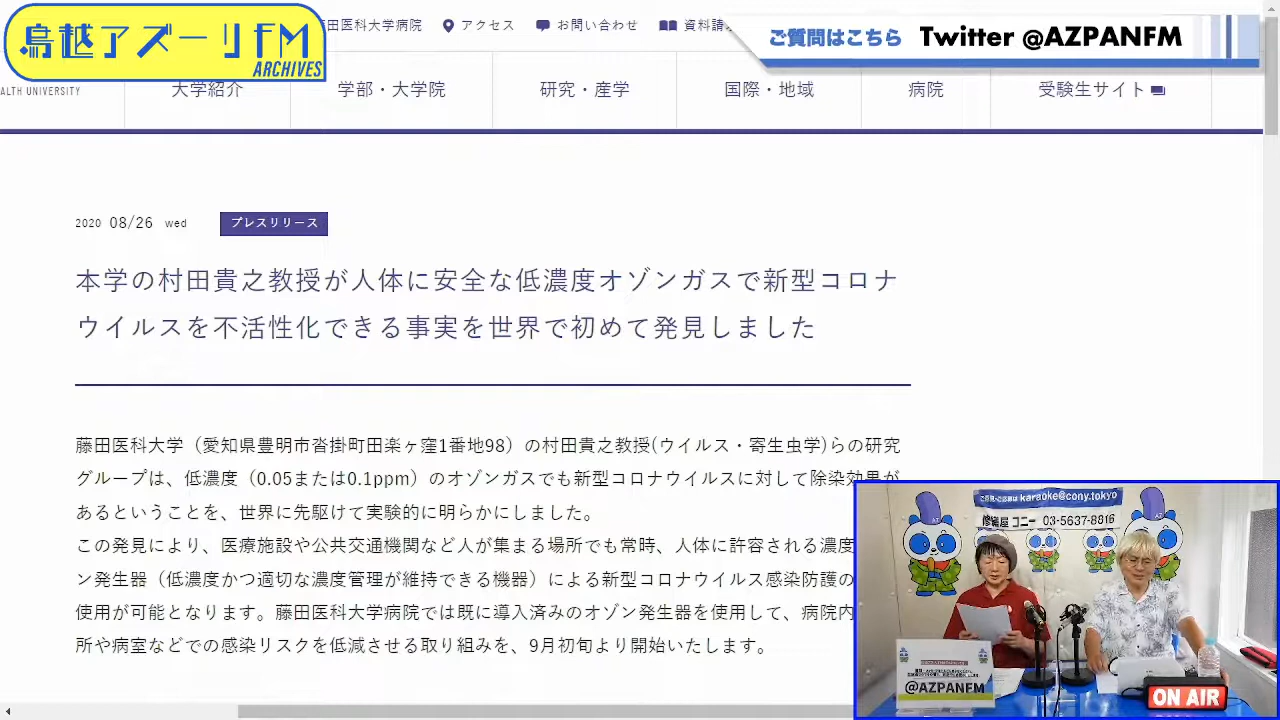 鳥越アズーリFM
ARCHIVES
藤田医科大学病院 アクセス お問い合わせ 資料請
ご質問はこちら Twitter @AZPANFM
ALTH UNIVERSITY 大学紹介 学部・大学院 研究・産学 国際・地域 病院 受験生サイト
2020 08/26 wed プレスリリース
本学の村田貴之教授が人体に安全な低濃度オゾンガスで新型コロナ
ウイルスを不活性化できる事実を世界で初めて発見しました
藤田医科大学（愛知県豊明市沓掛町田楽ヶ窪1番地98）の村田貴之教授(ウイルス・寄生虫学)らの研究
グループは、低濃度（0.05または0.1ppm）のオゾンガスでも新型コロナウイルスに対して除染効果が
あるということを、世界に先駆けて実験的に明らかにしました。
この発見により、医療施設や公共交通機関など人が集まる場所でも常時、人体に許容される濃度
ン発生器（低濃度かつ適切な濃度管理が維持できる機器）による新型コロナウイルス感染防護の
使用が可能となります。藤田医科大学病院では既に導入済みのオゾン発生器を使用して、病院内
所や病室などでの感染リスクを低減させる取り組みを、9月初旬より開始いたします。
karaoke@cony.tokyo
修繕屋 コニー 03-5637-8816
AZ
@AZPANFM
ON AIR